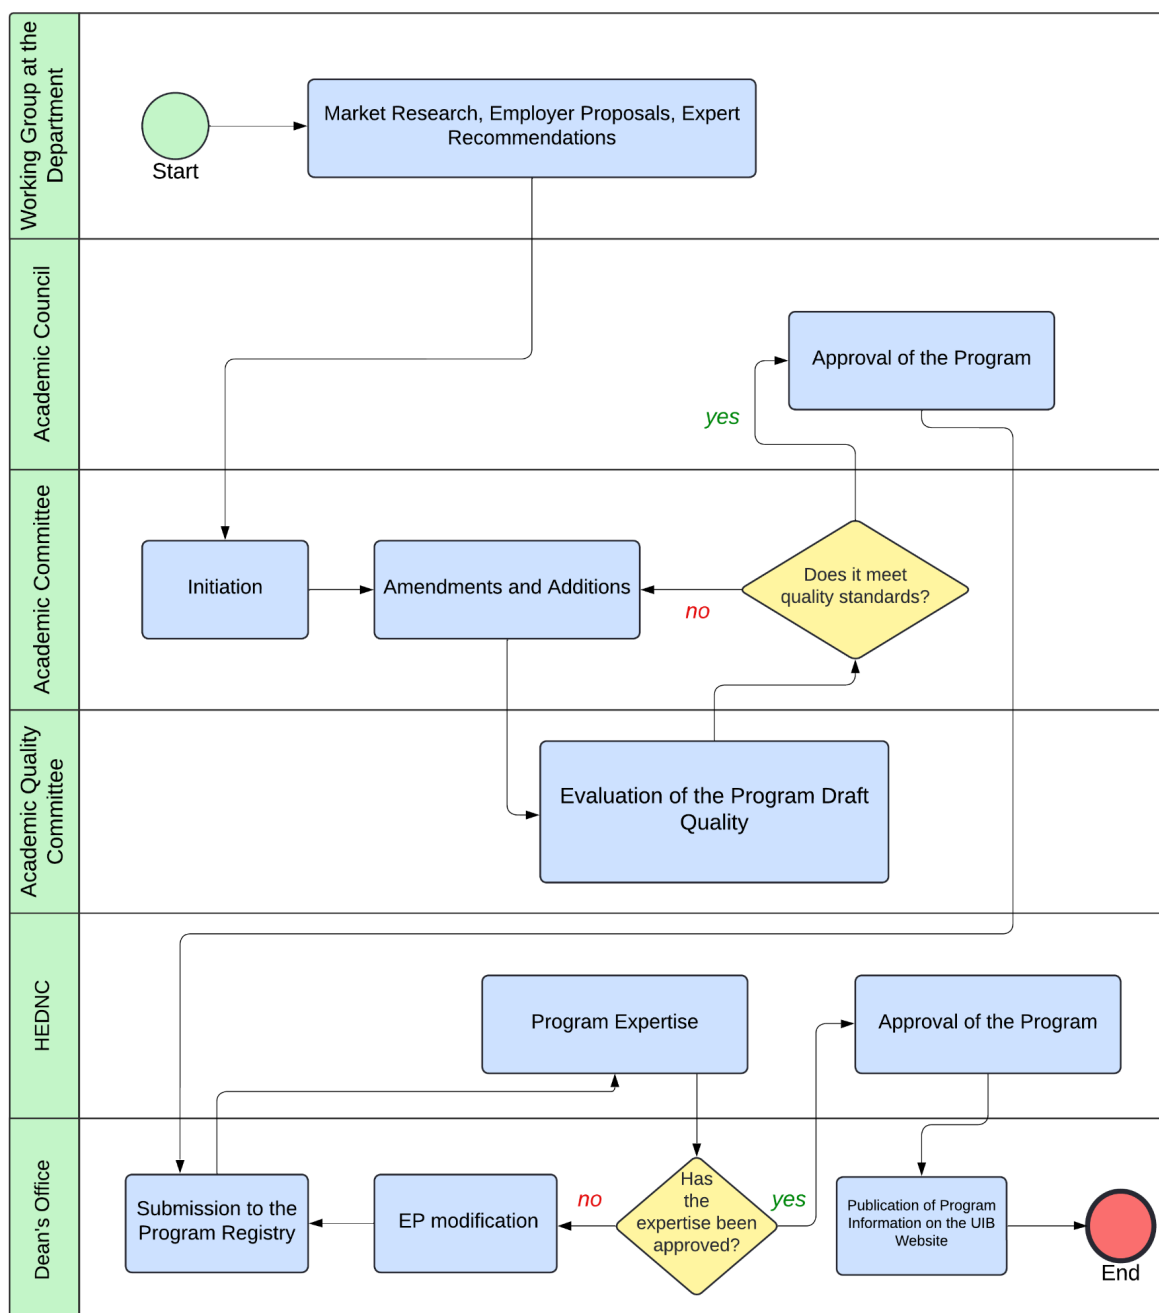 Working Group at the
Department
Start
Market Research, Employer Proposals, Expert
Recommendations
Academic Council
Approval of the Program
yes
Academic Committee
Initiation
Amendments and Additions
no
Does it meet
quality standards?
Academic Quality
Committee
Evaluation of the Program Draft
Quality
HEDNC
Program Expertise
Approval of the Program
Dean's Office
Submission to the
Program Registry
EP modification
no
Has
the
expertise been
approved?
yes
Publication of Program
Information on the UIB
Website
End